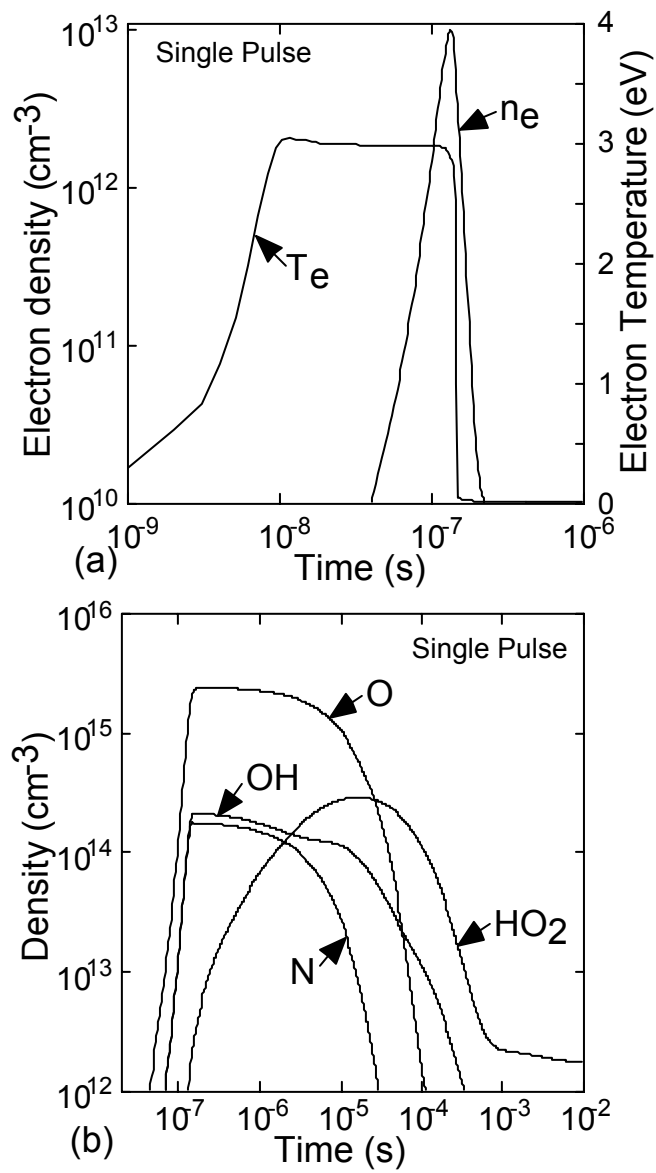 Single Pulse
10^13
10^12
10^11
10^10
Electron density (cm^-3)
4
3
2
1
0
Electron Temperature (eV)
n_e
T_e
10^-9
10^-8
10^-7
10^-6
(a)
Time (s)
Single Pulse
10^16
10^15
10^14
10^13
10^12
Density (cm^-3)
O
OH
HO_2
N
10^-7
10^-6
10^-5
10^-4
10^-3
10^-2
(b)
Time (s)